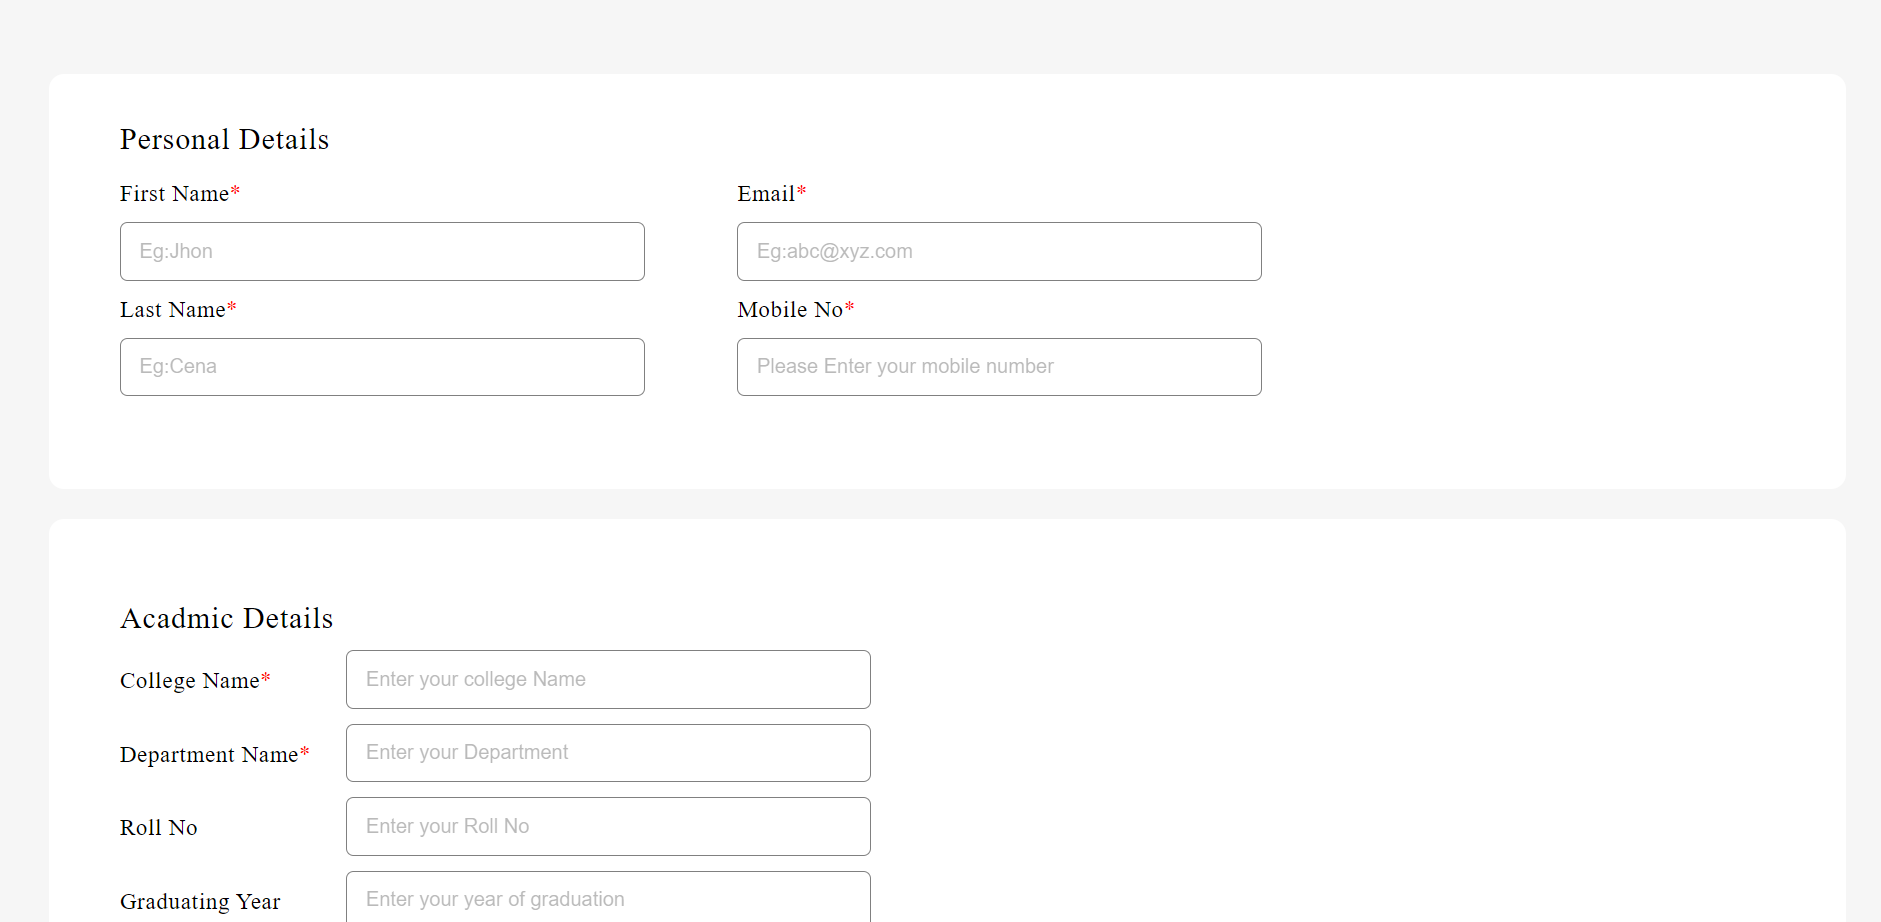 Personal Details
First Name*
Email*
Eg:Jhon
Eg:abc@xyz.com
Last Name*
Mobile No*
Eg:Cena
Please Enter your mobile number
Acadmic Details
College Name*
Enter your college Name
Department Name*
Enter your Department
Roll No
Enter your Roll No
Graduating Year
Enter your year of graduation